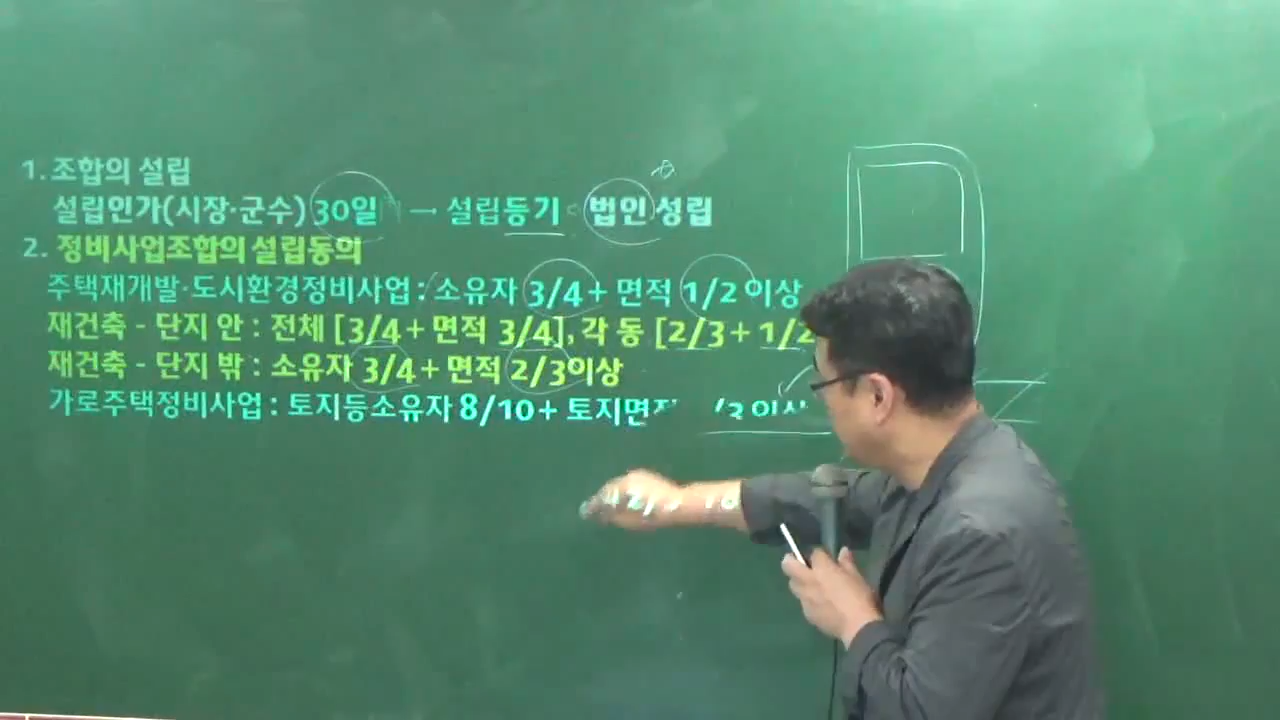 1. 조합의 설립
설립인가(시장·군수) 30일 → 설립등기 법인 성립
2. 정비사업조합의 설립동의
주택재개발·도시환경정비사업 : 소유자 3/4 + 면적 1/2 이상
재건축 - 단지 안 : 전체 [3/4 + 면적 3/4], 각 동 [2/3 + 1/2
재건축 - 단지 밖 : 소유자 3/4 + 면적 2/3이상
가로주택정비사업 : 토지등소유자 8/10 + 토지면적 /3 이상